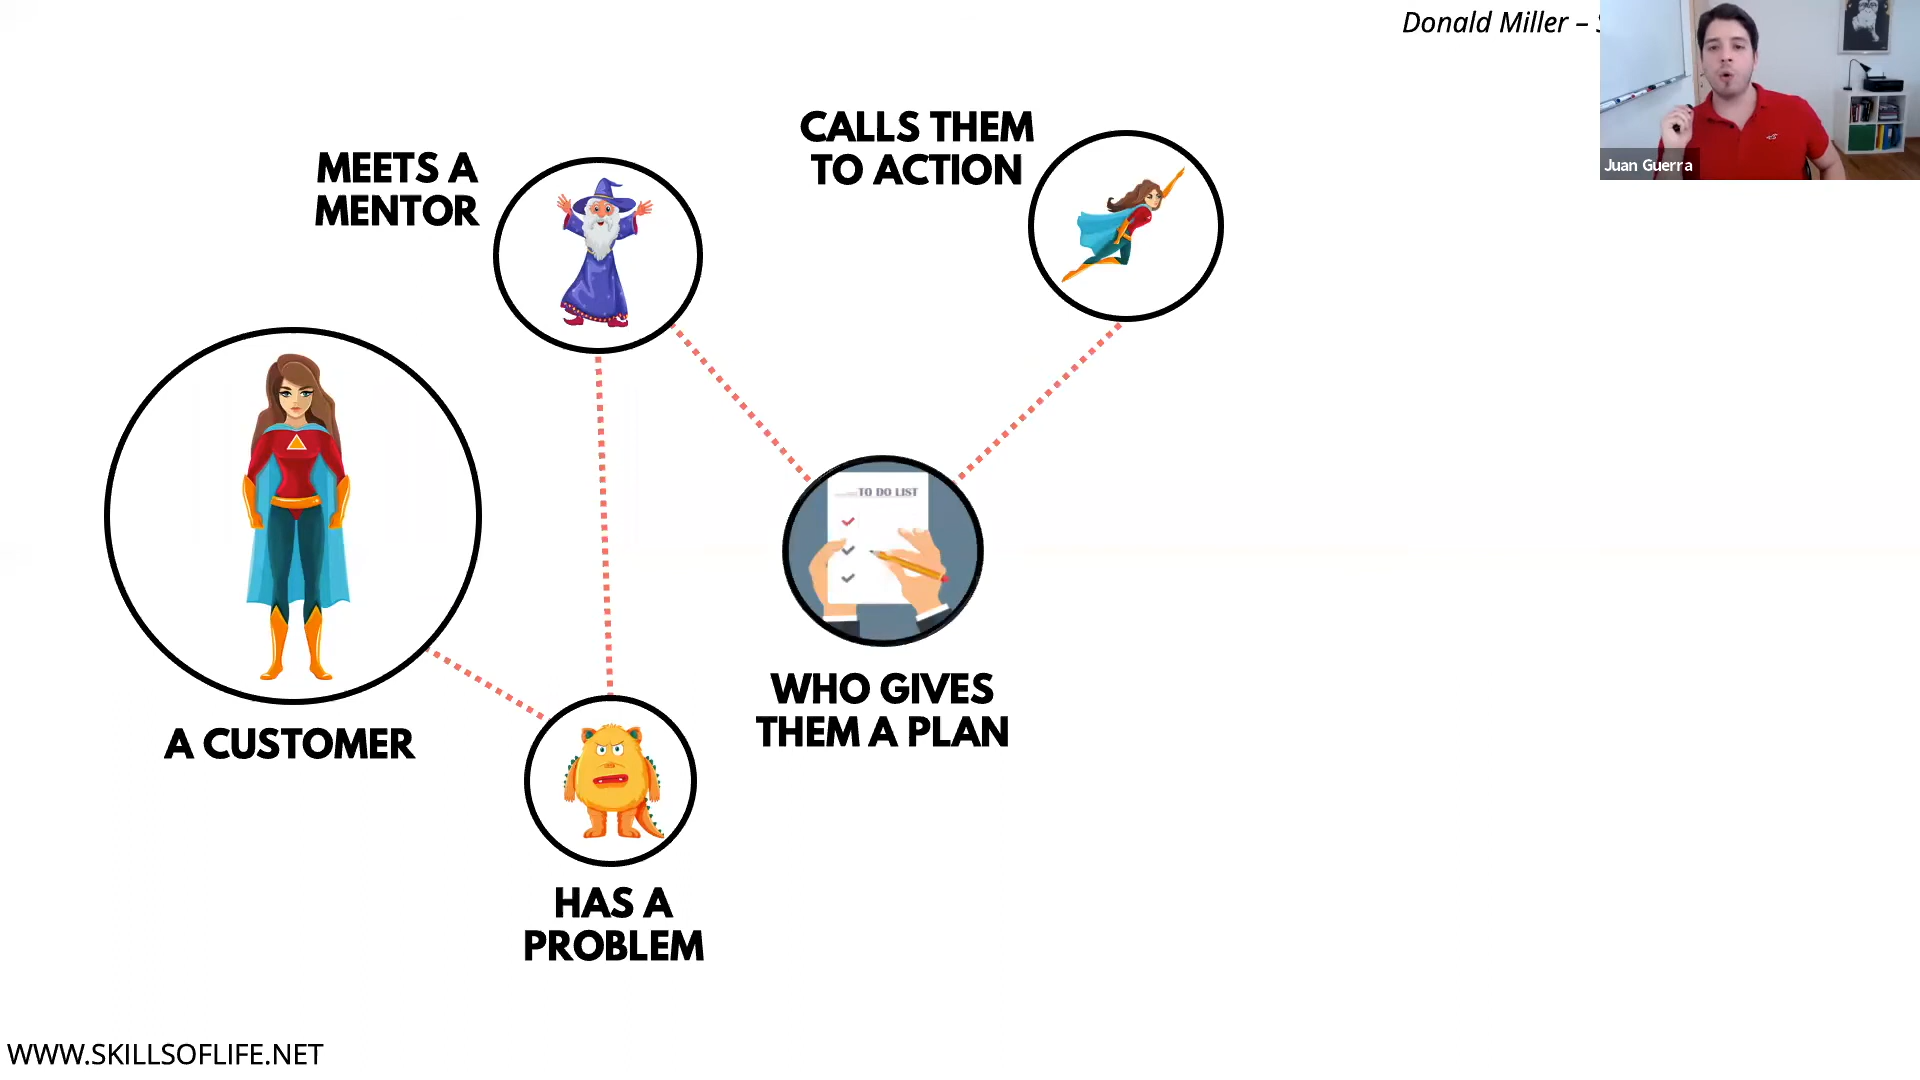 Donald Miller –
Juan Guerra
CALLS THEM
TO ACTION
MEETS A
MENTOR
TO DO LIST
A CUSTOMER
WHO GIVES
THEM A PLAN
HAS A
PROBLEM
WWW.SKILLSOFLIFE.NET